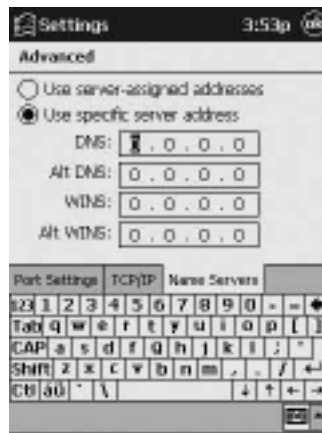 Settings 3:53p ok
Advanced
Use server-assigned addresses
Use specific server address
DNS: 0 . 0 . 0 . 0
Alt DNS: 0 . 0 . 0 . 0
WINS: 0 . 0 . 0 . 0
Alt WINS: 0 . 0 . 0 . 0
Port Settings TCP/IP Name Servers
123 1 2 3 4 5 6 7 8 9 0 - =
Tab q w e r t y u i o p [ ]
CAP a s d f g h j k l ; '
Shift z x c v b n m , . /
Ctl áü ` \